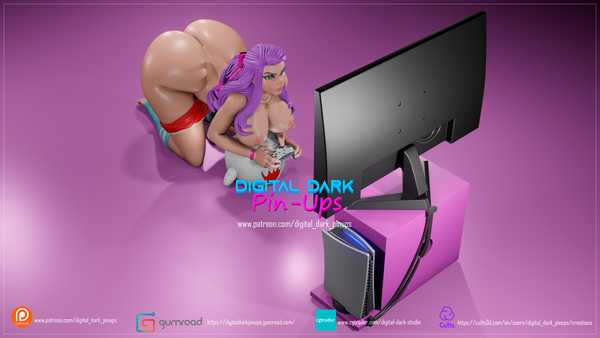 DIGITAL DARK
Pin-Ups
www.patreon.com/digital_dark_pinups
www.patreon.com/digital_dark_pinups
gumroad
https://digitaldarkpinups.gumroad.com/
cgtrader
www.cgtrader.com/digital-dark-studio
Cults
https://cults3d.com/en/users/digital_dark_pinups/creations